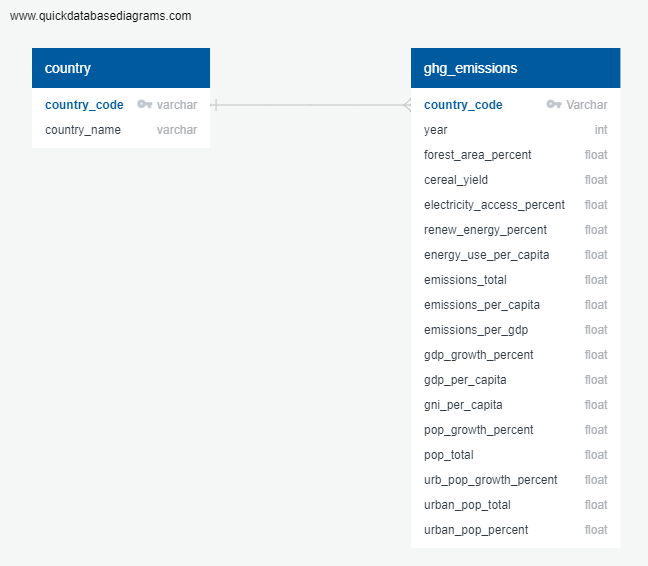 www.quickdatabasediagrams.com
country
country_code varchar
country_name varchar
ghg_emissions
country_code Varchar
year int
forest_area_percent float
cereal_yield float
electricity_access_percent float
renew_energy_percent float
energy_use_per_capita float
emissions_total float
emissions_per_capita float
emissions_per_gdp float
gdp_growth_percent float
gdp_per_capita float
gni_per_capita float
pop_growth_percent float
pop_total float
urb_pop_growth_percent float
urban_pop_total float
urban_pop_percent float